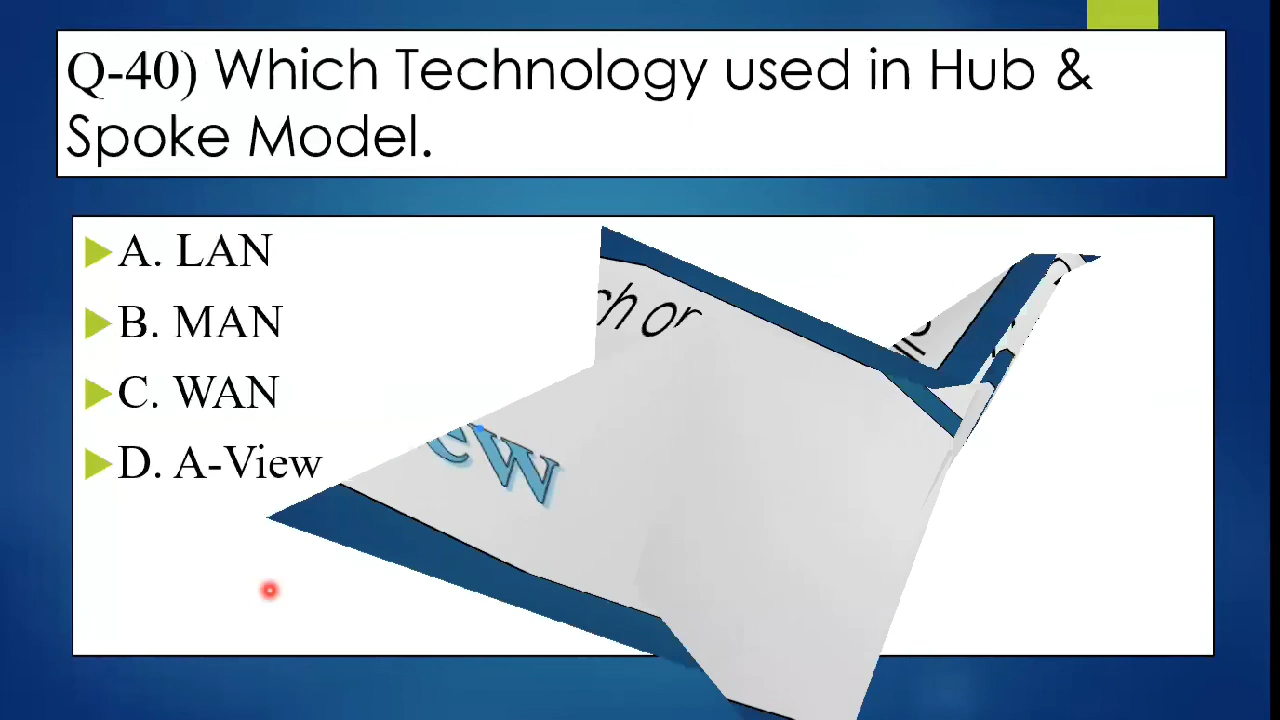 Q-40) Which Technology used in Hub &
Spoke Model.
A. LAN
B. MAN
C. WAN
D. A-View